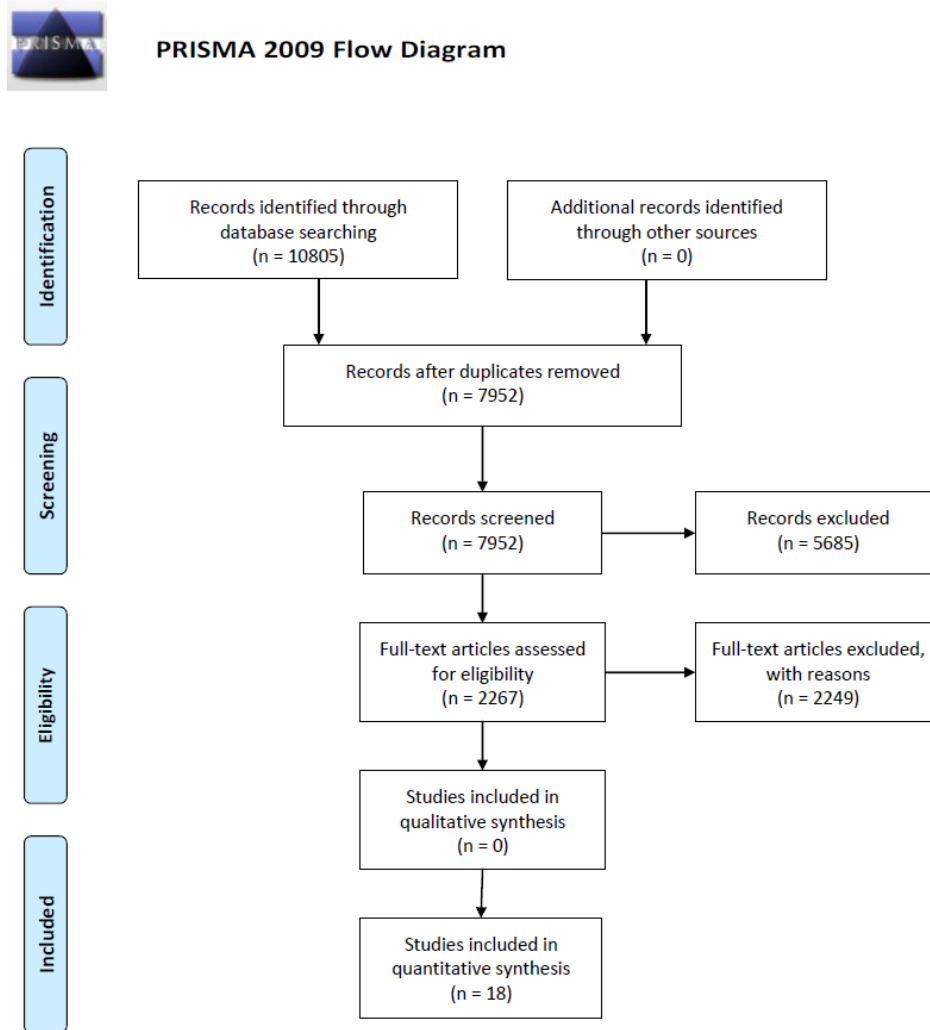 PRISMA
PRISMA 2009 Flow Diagram
Identification
Records identified through
database searching
(n = 10805)
Additional records identified
through other sources
(n = 0)
Records after duplicates removed
(n = 7952)
Screening
Records screened
(n = 7952)
Records excluded
(n = 5685)
Eligibility
Full-text articles assessed
for eligibility
(n = 2267)
Full-text articles excluded,
with reasons
(n = 2249)
Studies included in
qualitative synthesis
(n = 0)
Included
Studies included in
quantitative synthesis
(n = 18)